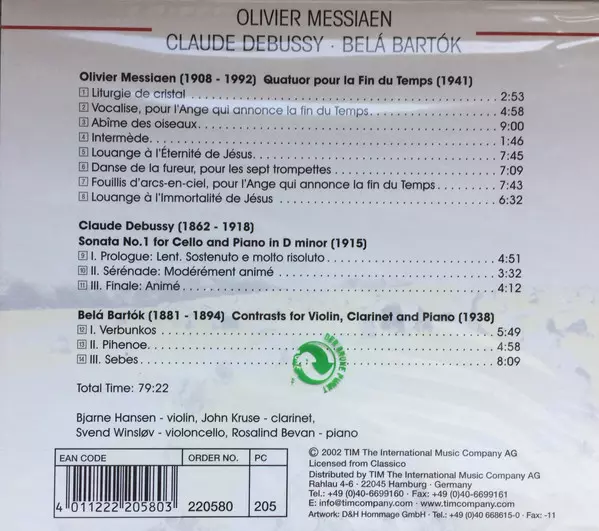 OLIVIER MESSIAEN
CLAUDE DEBUSSY · BELÁ BARTÓK
Olivier Messiaen (1908 - 1992) Quatuor pour la Fin du Temps (1941)
1 Liturgie de cristal 2:53
2 Vocalise, pour l'Ange qui annonce la fin du Temps 4:58
3 Abîme des oiseaux 9:00
4 Intermède 1:46
5 Louange à l'Éternité de Jésus 7:45
6 Danse de la fureur, pour les sept trompettes 7:09
7 Fouillis d'arcs-en-ciel, pour l'Ange qui annonce la fin du Temps 7:43
8 Louange à l'Immortalité de Jésus 6:32
Claude Debussy (1862 - 1918)
Sonata No.1 for Cello and Piano in D minor (1915)
9 I. Prologue: Lent. Sostenuto e molto risoluto 4:51
10 II. Sérénade: Modérément animé 3:32
11 III. Finale: Animé 4:12
Belá Bartók (1881 - 1894) Contrasts for Violin, Clarinet and Piano (1938)
12 I. Verbunkos 5:49
13 II. Pihenoe 4:58
14 III. Sebes 8:09
DER GRÜNE PUNKT
Total Time: 79:22
Bjarne Hansen - violin, John Kruse - clarinet,
Svend Winsløv - violoncello, Rosalind Bevan - piano
EAN CODE ORDER NO. PC
4 011222 205803 220580 205
© 2002 TIM The International Music Company AG
Licensed from Classico
Distributed by TIM The International Music Company AG
Rahlau 4-6 - 22045 Hamburg - Germany
Tel.: +49 (0)40-6699160 - Fax: +49 (0)40-6699161
E: info@timcompany.com - www.timcompany.com
Artwork: D&H Hommage GmbH - Tel.: +49 (0)40 668615-0 - Fax: -11